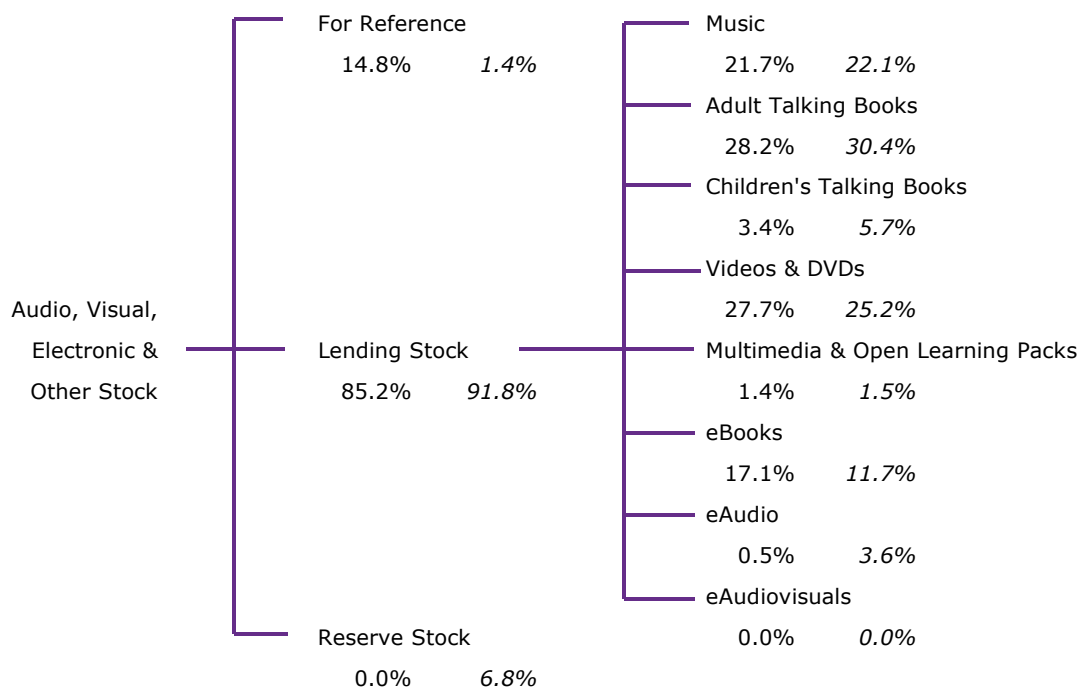 For Reference
14.8% 1.4%
Audio, Visual,
Electronic &
Other Stock
Lending Stock
85.2% 91.8%
Reserve Stock
0.0% 6.8%
Music
21.7% 22.1%
Adult Talking Books
28.2% 30.4%
Children's Talking Books
3.4% 5.7%
Videos & DVDs
27.7% 25.2%
Multimedia & Open Learning Packs
1.4% 1.5%
eBooks
17.1% 11.7%
eAudio
0.5% 3.6%
eAudiovisuals
0.0% 0.0%